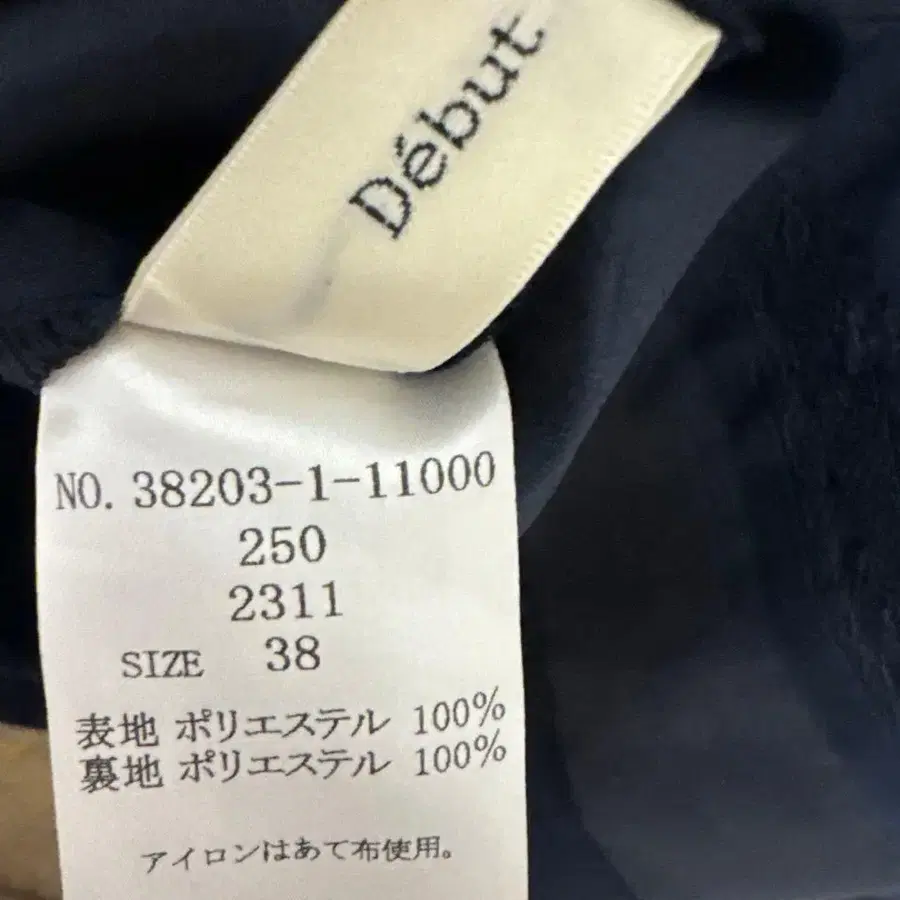 Début
NO. 38203-1-11000
250
2311
SIZE 38
表地 ポリエステル 100%
裏地 ポリエステル 100%
アイロンはあて布使用。